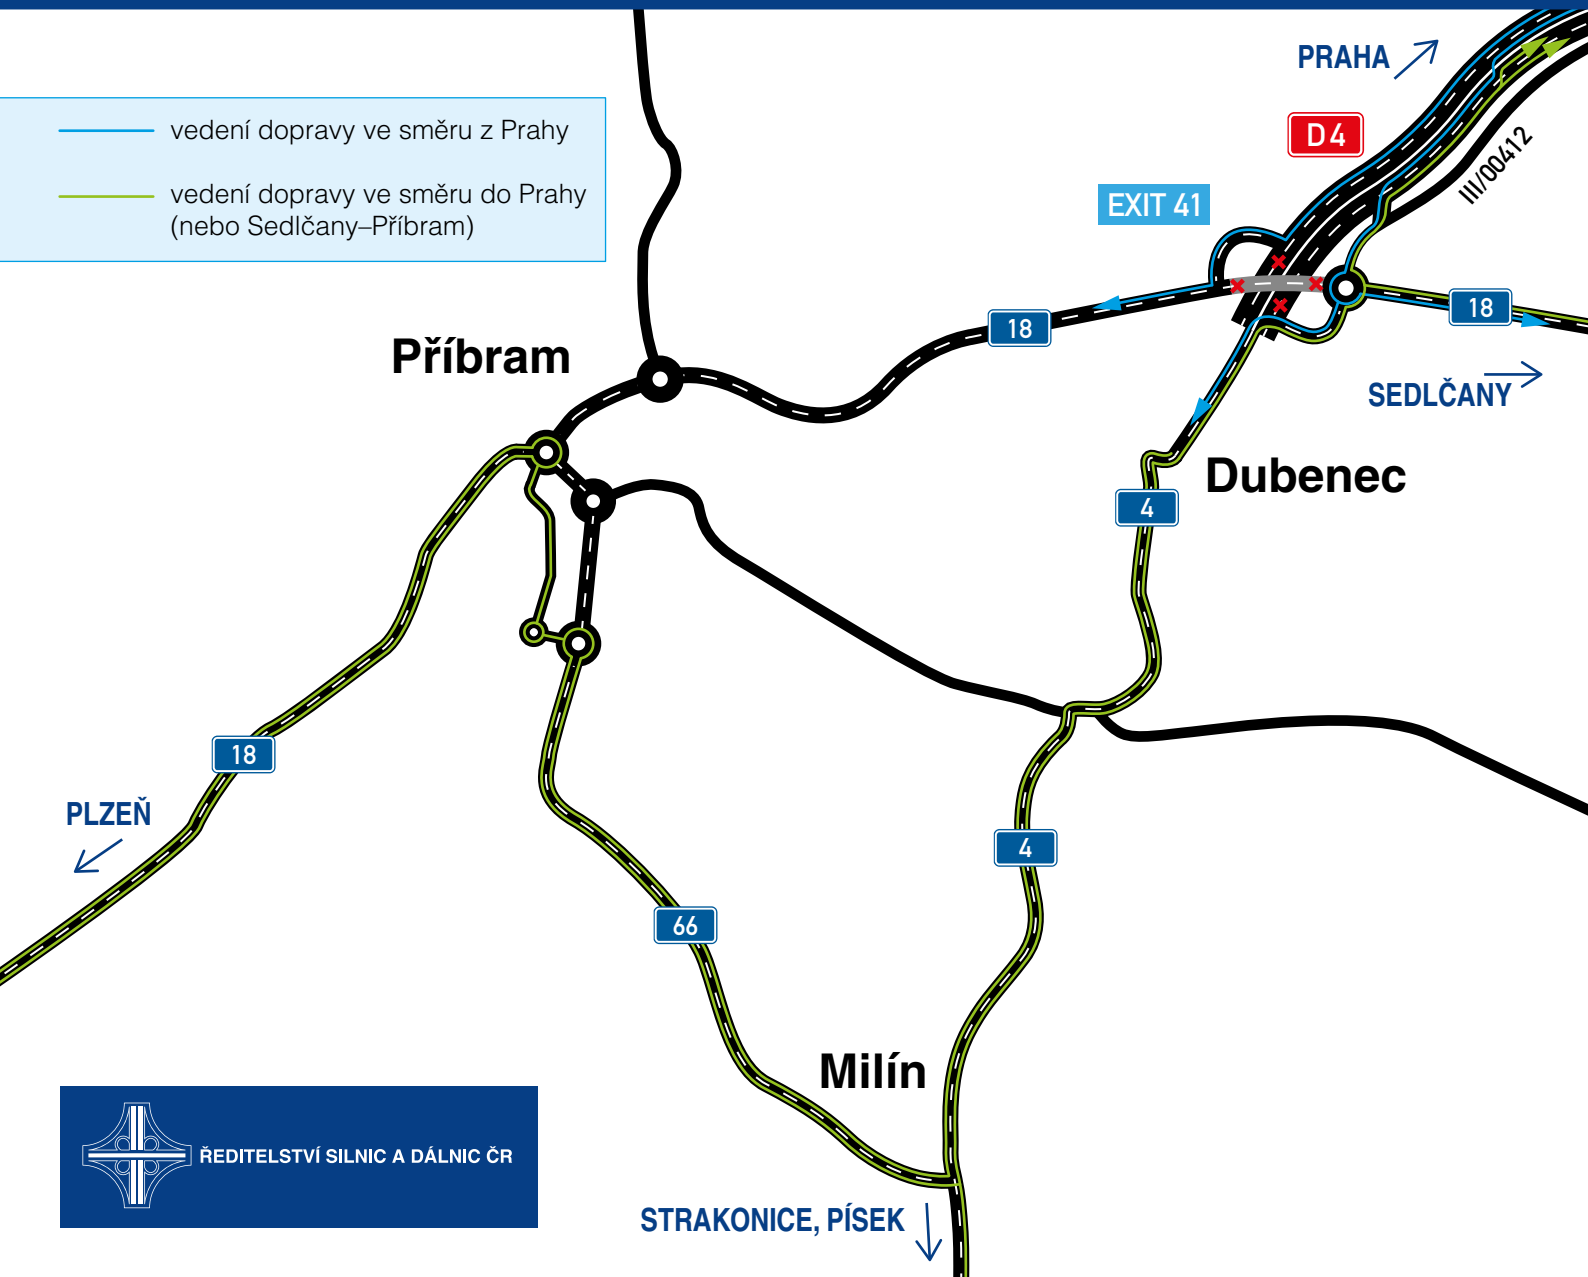 PRAHA
vedení dopravy ve směru z Prahy
D4
III/00412
vedení dopravy ve směru do Prahy
(nebo Sedlčany–Příbram)
EXIT 41
18
18
Příbram
SEDLČANY
Dubenec
4
18
PLZEŇ
4
66
Milín
ŘEDITELSTVÍ SILNIC A DÁLNIC ČR
STRAKONICE, PÍSEK